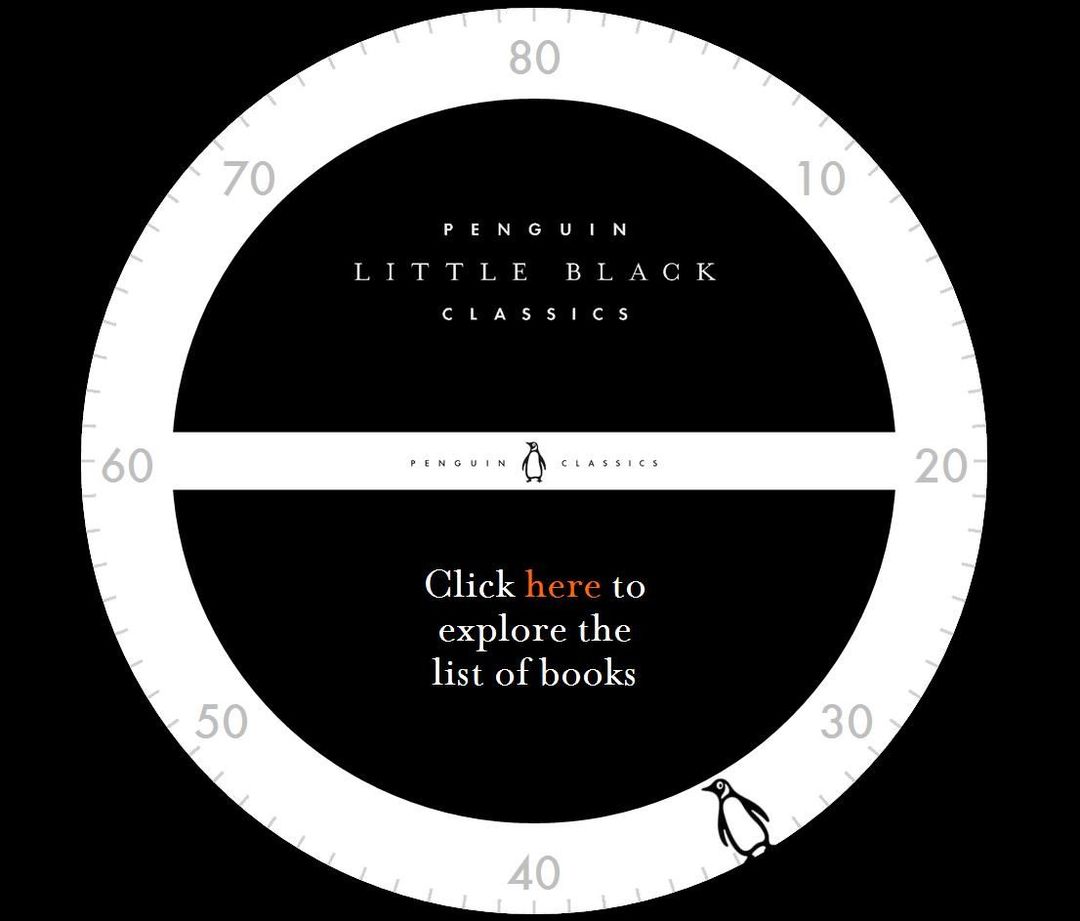 80
70
10
PENGUIN
LITTLE BLACK
CLASSICS
60
PENGUIN CLASSICS
20
Click here to
explore the
list of books
50
30
40